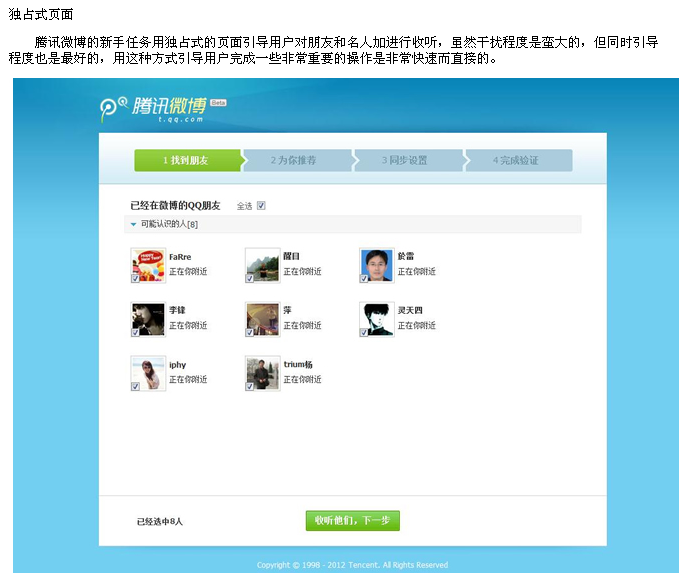 独占式页面
腾讯微博的新手任务用独占式的页面引导用户对朋友和名人加进行收听，虽然干扰程度是蛮大的，但同时引导
程度也是最好的，用这种方式引导用户完成一些非常重要的操作是非常快速而直接的。
腾讯微博 Beta
t.qq.com
1 找到朋友 2 为你推荐 3 同步设置 4 完成验证
已经在微博的QQ朋友 全选
可能认识的人[8]
FaRre 醒目 於雷
正在你附近 正在你附近 正在你附近
李锋 萍 灵天四
正在你附近 正在你附近 正在你附近
iphy trium杨
正在你附近 正在你附近
已经选中8人 收听他们，下一步
Copyright © 1998 - 2012 Tencent. All Rights Reserved